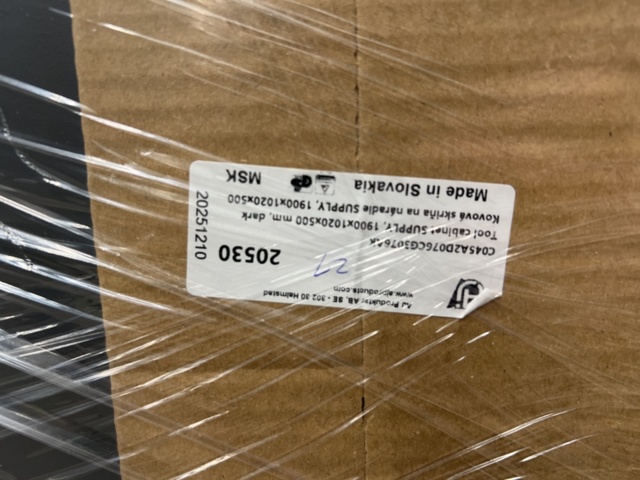 AJ Produkter AB, SE - 302 30 Halmstad
www.ajproducts.com
20530
Tool cabinet SUPPLY, 1900x1020x500 mm, dark
Kovová skriňa na náradie SUPPLY, 1900x1020x500
Made in Slovakia
MSK
20251210